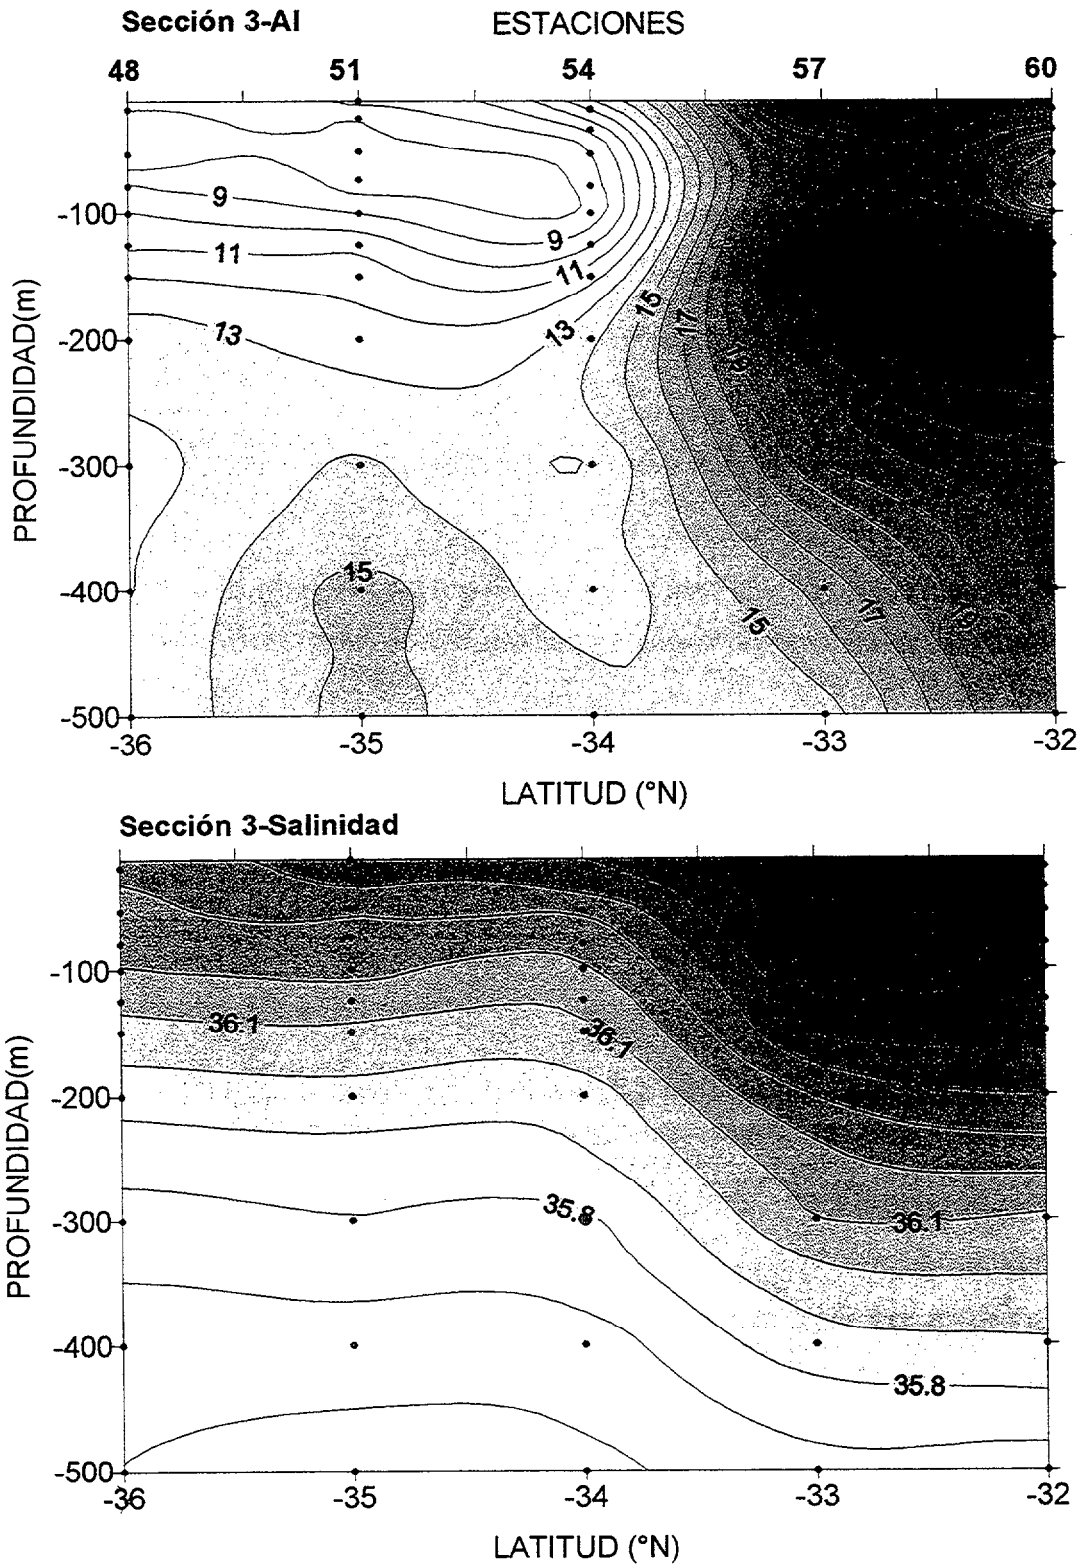 Sección 3-Al
ESTACIONES
48 51 54 57 60
9
11
13
9
11
13
15
17
19
15
15
17
19
PROFUNDIDAD(m)
-100
-200
-300
-400
-500
-36 -35 -34 -33 -32
LATITUD (°N)
Sección 3-Salinidad
36.1
36.1
36.1
35.8
35.8
PROFUNDIDAD(m)
-100
-200
-300
-400
-500
-36 -35 -34 -33 -32
LATITUD (°N)